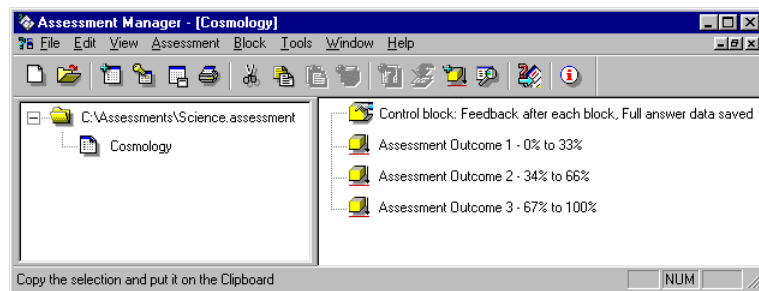 Assessment Manager - [Cosmology]
File Edit View Assessment Block Tools Window Help
C:\Assessments\Science.assessment
Cosmology
Control block: Feedback after each block, Full answer data saved
Assessment Outcome 1 - 0% to 33%
Assessment Outcome 2 - 34% to 66%
Assessment Outcome 3 - 67% to 100%
Copy the selection and put it on the Clipboard
NUM